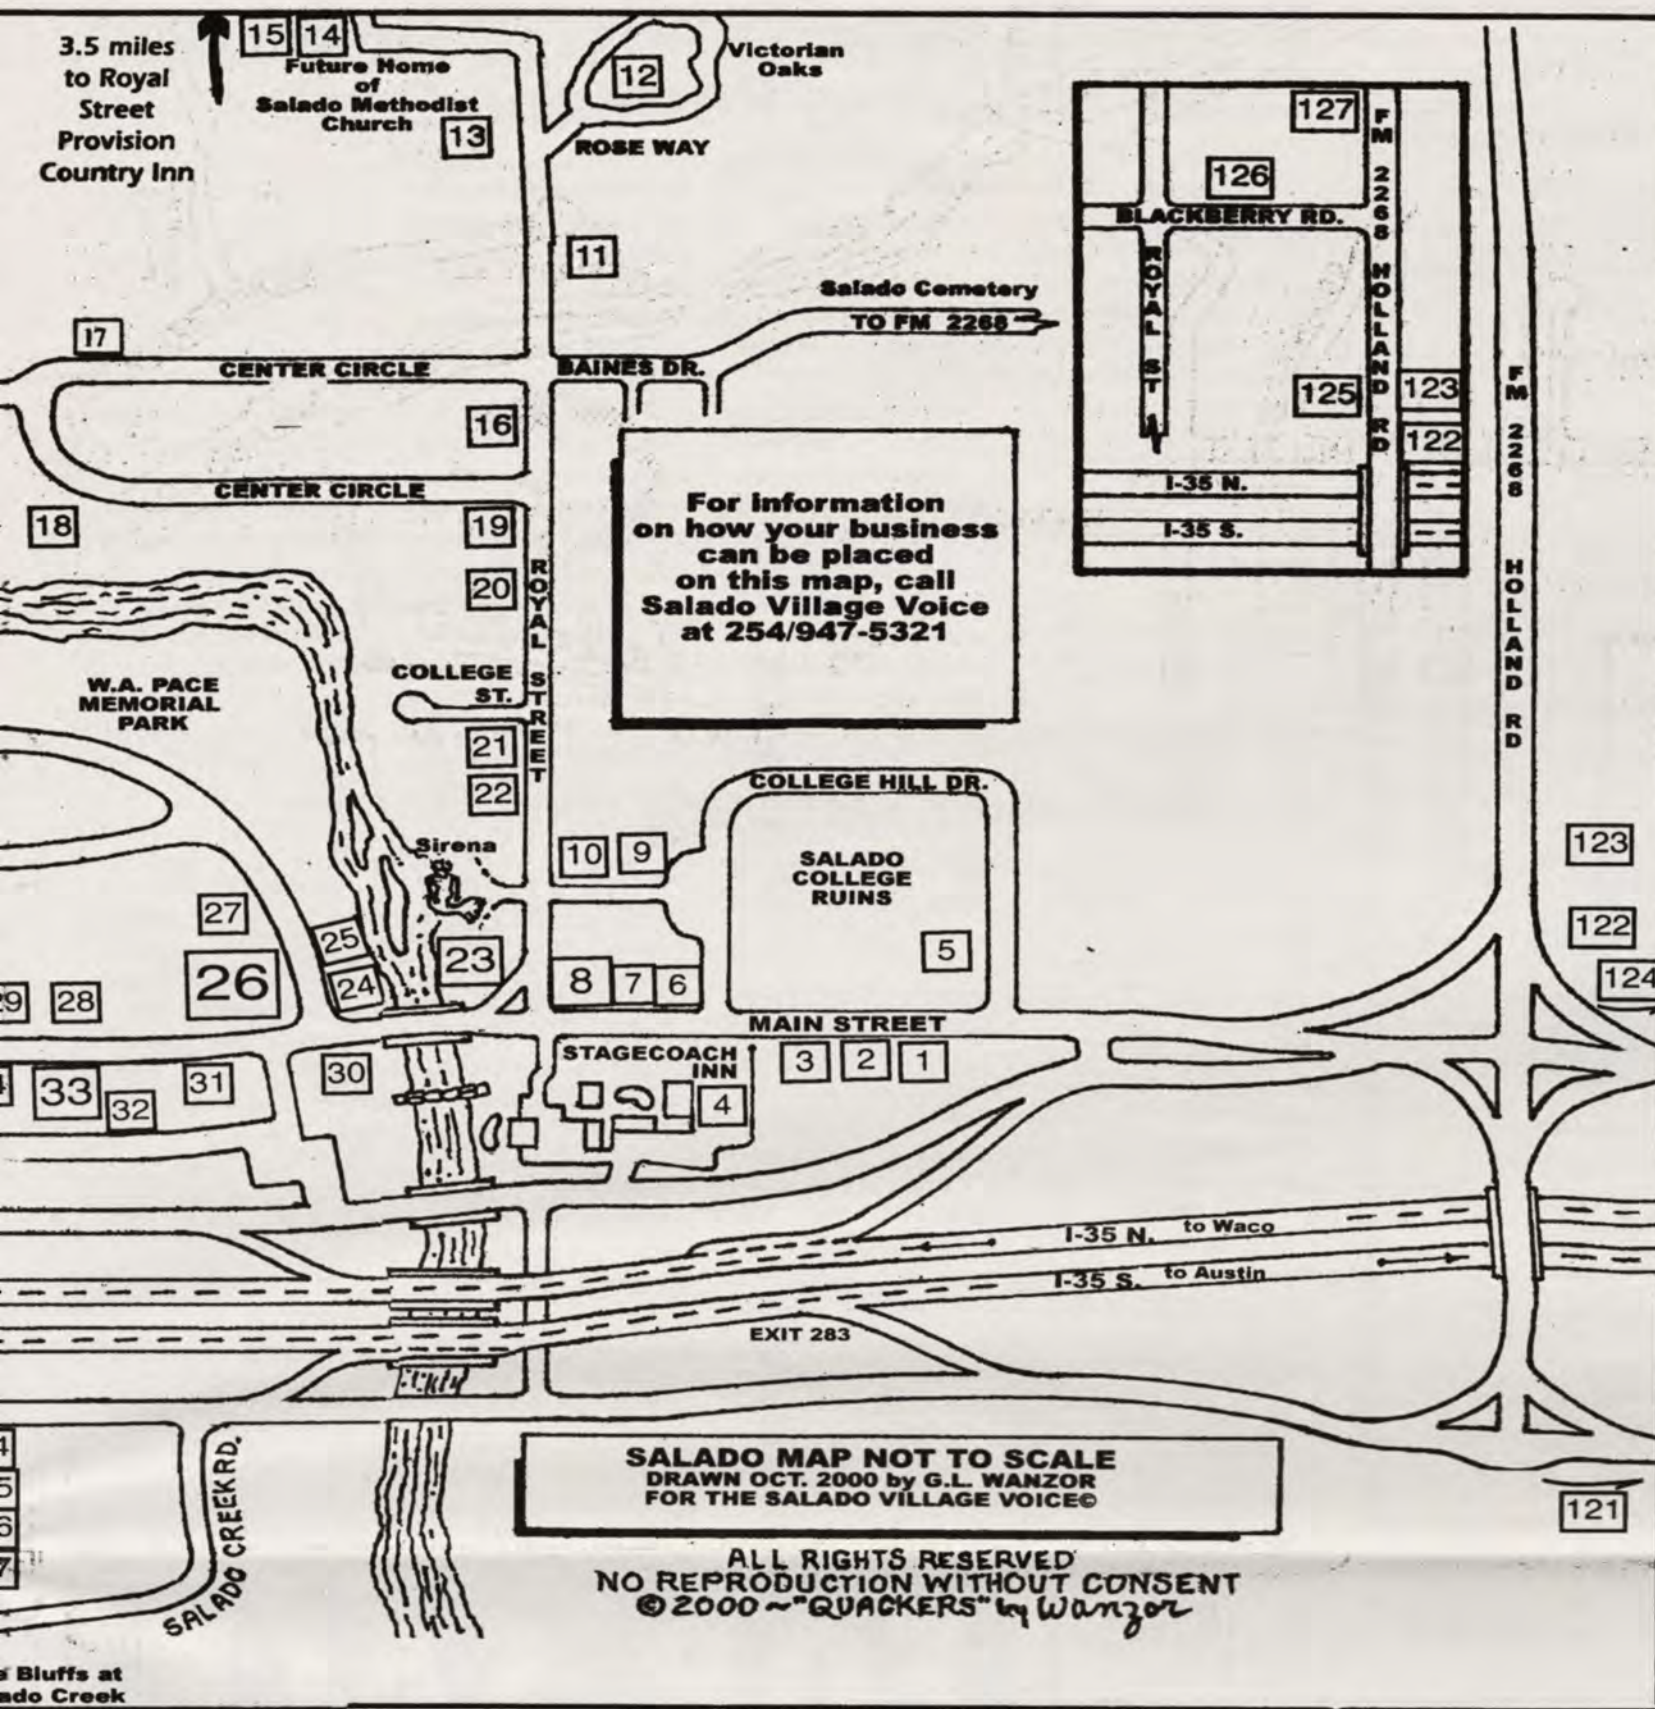 3.5 miles
to Royal
Street
Provision
Country Inn
15
14
Future Home
of
Salado Methodist
Church
13
12
Victorian
Oaks
ROSE WAY
11
Salado Cemetery
TO FM 2268
17
CENTER CIRCLE
BAINES DR.
16
CENTER CIRCLE
18
19
20
ROYAL STREET
COLLEGE
ST.
21
22
W.A. PACE
MEMORIAL
PARK
For information
on how your business
can be placed
on this map, call
Salado Village Voice
at 254/947-5321
127
126
FM 2268 HOLLAND RD
BLACKBERRY RD.
ROYAL ST
125
123
122
I-35 N.
I-35 S.
FM 2268 HOLLAND RD
COLLEGE HILL DR.
SALADO
COLLEGE
RUINS
5
Sirena
10
9
27
25
26
24
23
8
7
6
28
123
122
124
MAIN STREET
STAGECOACH
INN
3
2
1
4
30
31
33
32
I-35 N.
to Waco
I-35 S.
to Austin
EXIT 283
SALADO CREEK RD.
SALADO MAP NOT TO SCALE
DRAWN OCT. 2000 by G.L. WANZOR
FOR THE SALADO VILLAGE VOICE©
121
ALL RIGHTS RESERVED
NO REPRODUCTION WITHOUT CONSENT
©2000~"QUACKERS" by Wanzor
Bluffs at
Creek